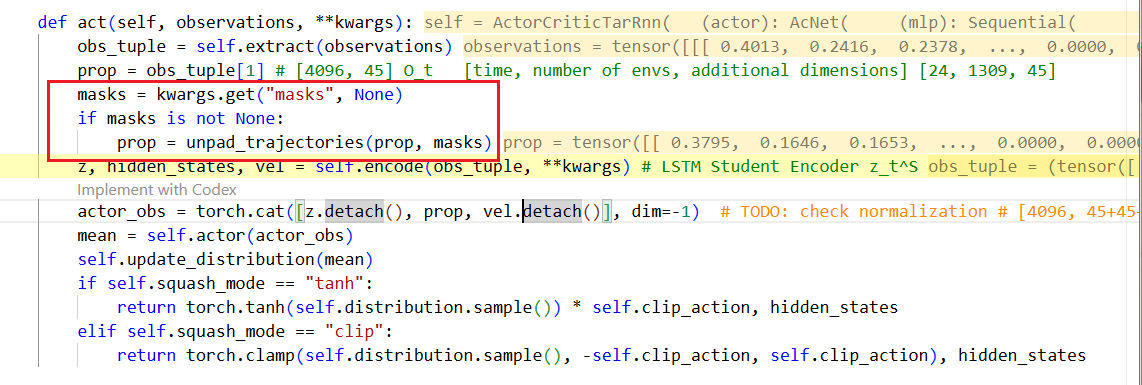 def act(self, observations, **kwargs): self = ActorCriticTarRnn( (actor): AcNet( (mlp): Sequential(
obs_tuple = self.extract(observations) observations = tensor([[[ 0.4013, 0.2416, 0.2378, ..., 0.0000,
prop = obs_tuple[1] # [4096, 45] O_t [time, number of envs, additional dimensions] [24, 1309, 45]
masks = kwargs.get("masks", None)
if masks is not None:
prop = unpad_trajectories(prop, masks) prop = tensor([[ 0.3795, 0.1646, 0.1653, ..., 0.0000, 0.000
z, hidden_states, vel = self.encode(obs_tuple, **kwargs) # LSTM Student Encoder z_t^S obs_tuple = (tensor([
Implement with Codex
actor_obs = torch.cat([z.detach(), prop, vel.detach()], dim=-1) # TODO: check normalization # [4096, 45+45
mean = self.actor(actor_obs)
self.update_distribution(mean)
if self.squash_mode == "tanh":
return torch.tanh(self.distribution.sample()) * self.clip_action, hidden_states
elif self.squash_mode == "clip":
return torch.clamp(self.distribution.sample(), -self.clip_action, self.clip_action), hidden_states